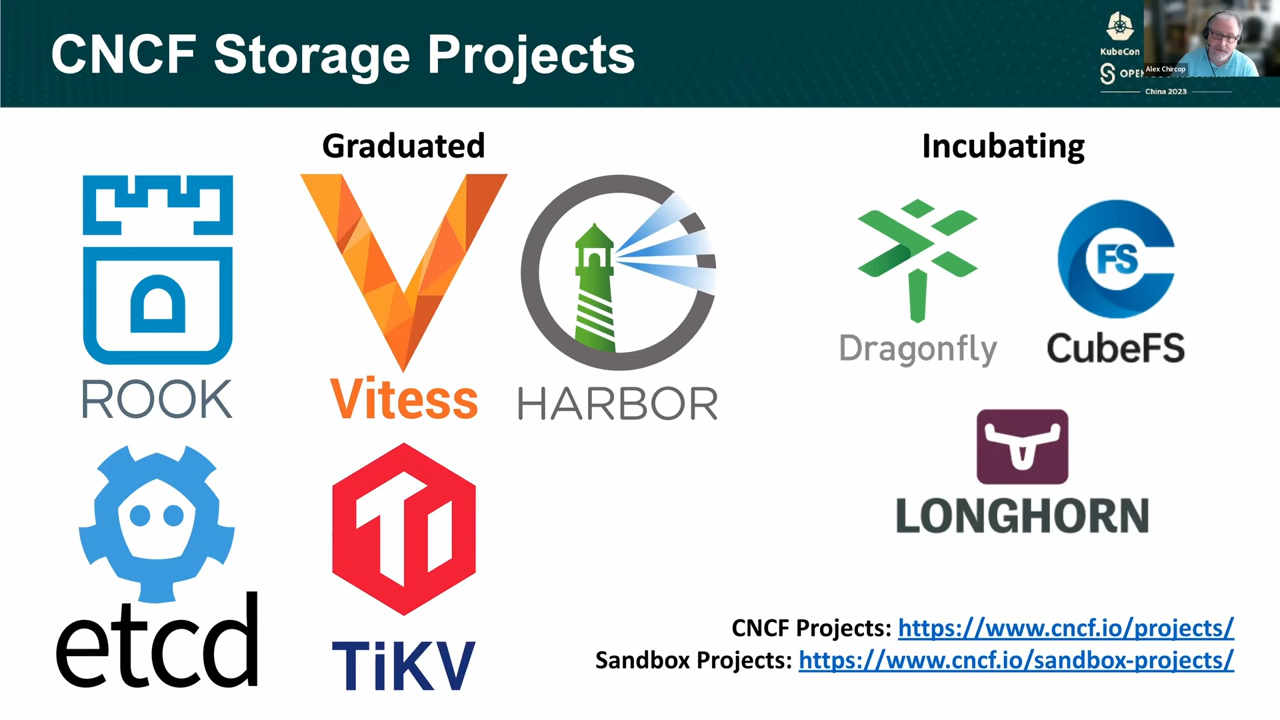 CNCF Storage Projects
KubeCon
Alex Chircop
China 2023
Graduated
Incubating
ROOK
Vitess
HARBOR
Dragonfly
FS
CubeFS
etcd
Ti
TiKV
LONGHORN
CNCF Projects: https://www.cncf.io/projects/
Sandbox Projects: https://www.cncf.io/sandbox-projects/